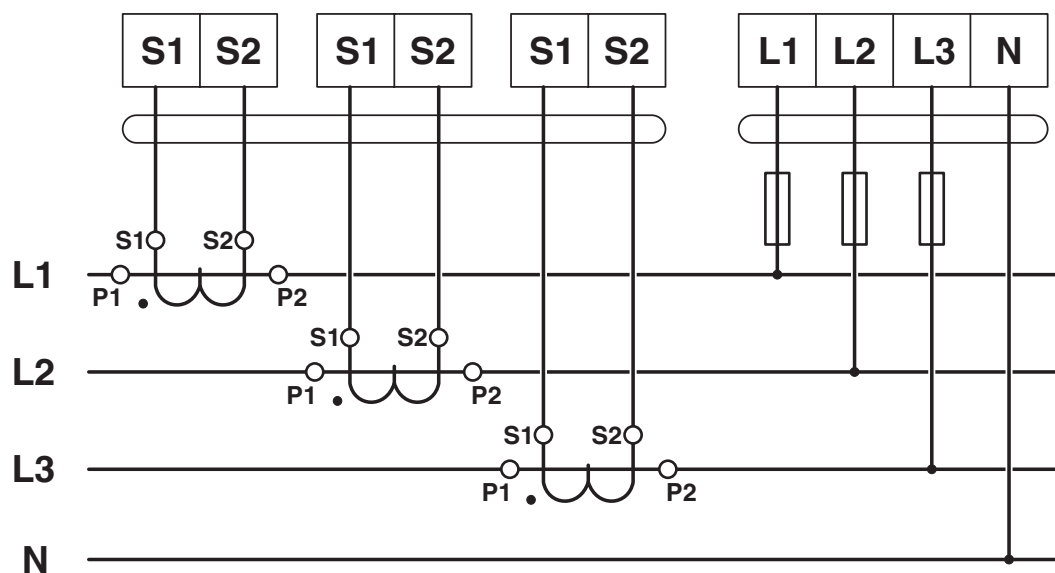 S1 S2 S1 S2 S1 S2 L1 L2 L3 N
S1 S2
L1
P1 P2
S1 S2
L2
P1 P2
S1 S2
L3
P1 P2
N